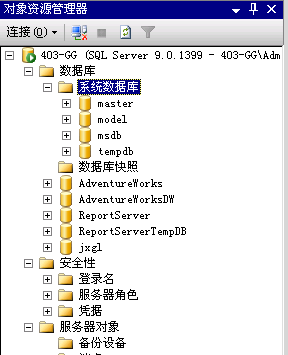 对象资源管理器
连接(O)
403-GG (SQL Server 9.0.1399 - 403-GG\Adm
数据库
系统数据库
master
model
msdb
tempdb
数据库快照
AdventureWorks
AdventureWorksDW
ReportServer
ReportServerTempDB
jxgl
安全性
登录名
服务器角色
凭据
服务器对象
备份设备